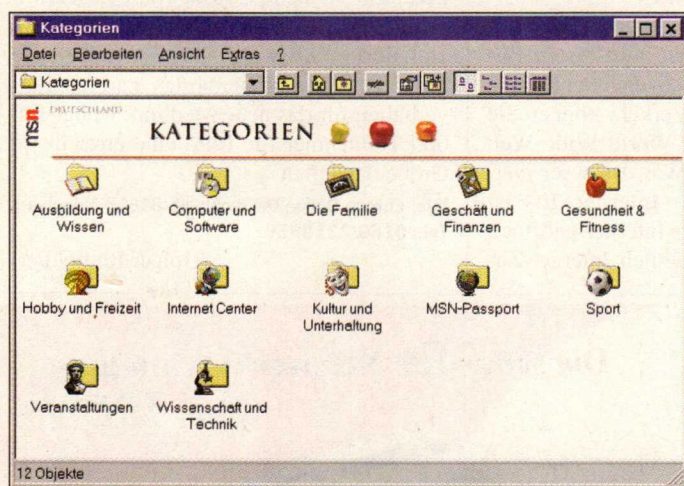 Kategorien
Datei Bearbeiten Ansicht Extras ?
Kategorien
msn. DEUTSCHLAND
KATEGORIEN
Ausbildung und Wissen
Computer und Software
Die Familie
Geschäft und Finanzen
Gesundheit & Fitness
Hobby und Freizeit
Internet Center
Kultur und Unterhaltung
MSN-Passport
Sport
Veranstaltungen
Wissenschaft und Technik
12 Objekte